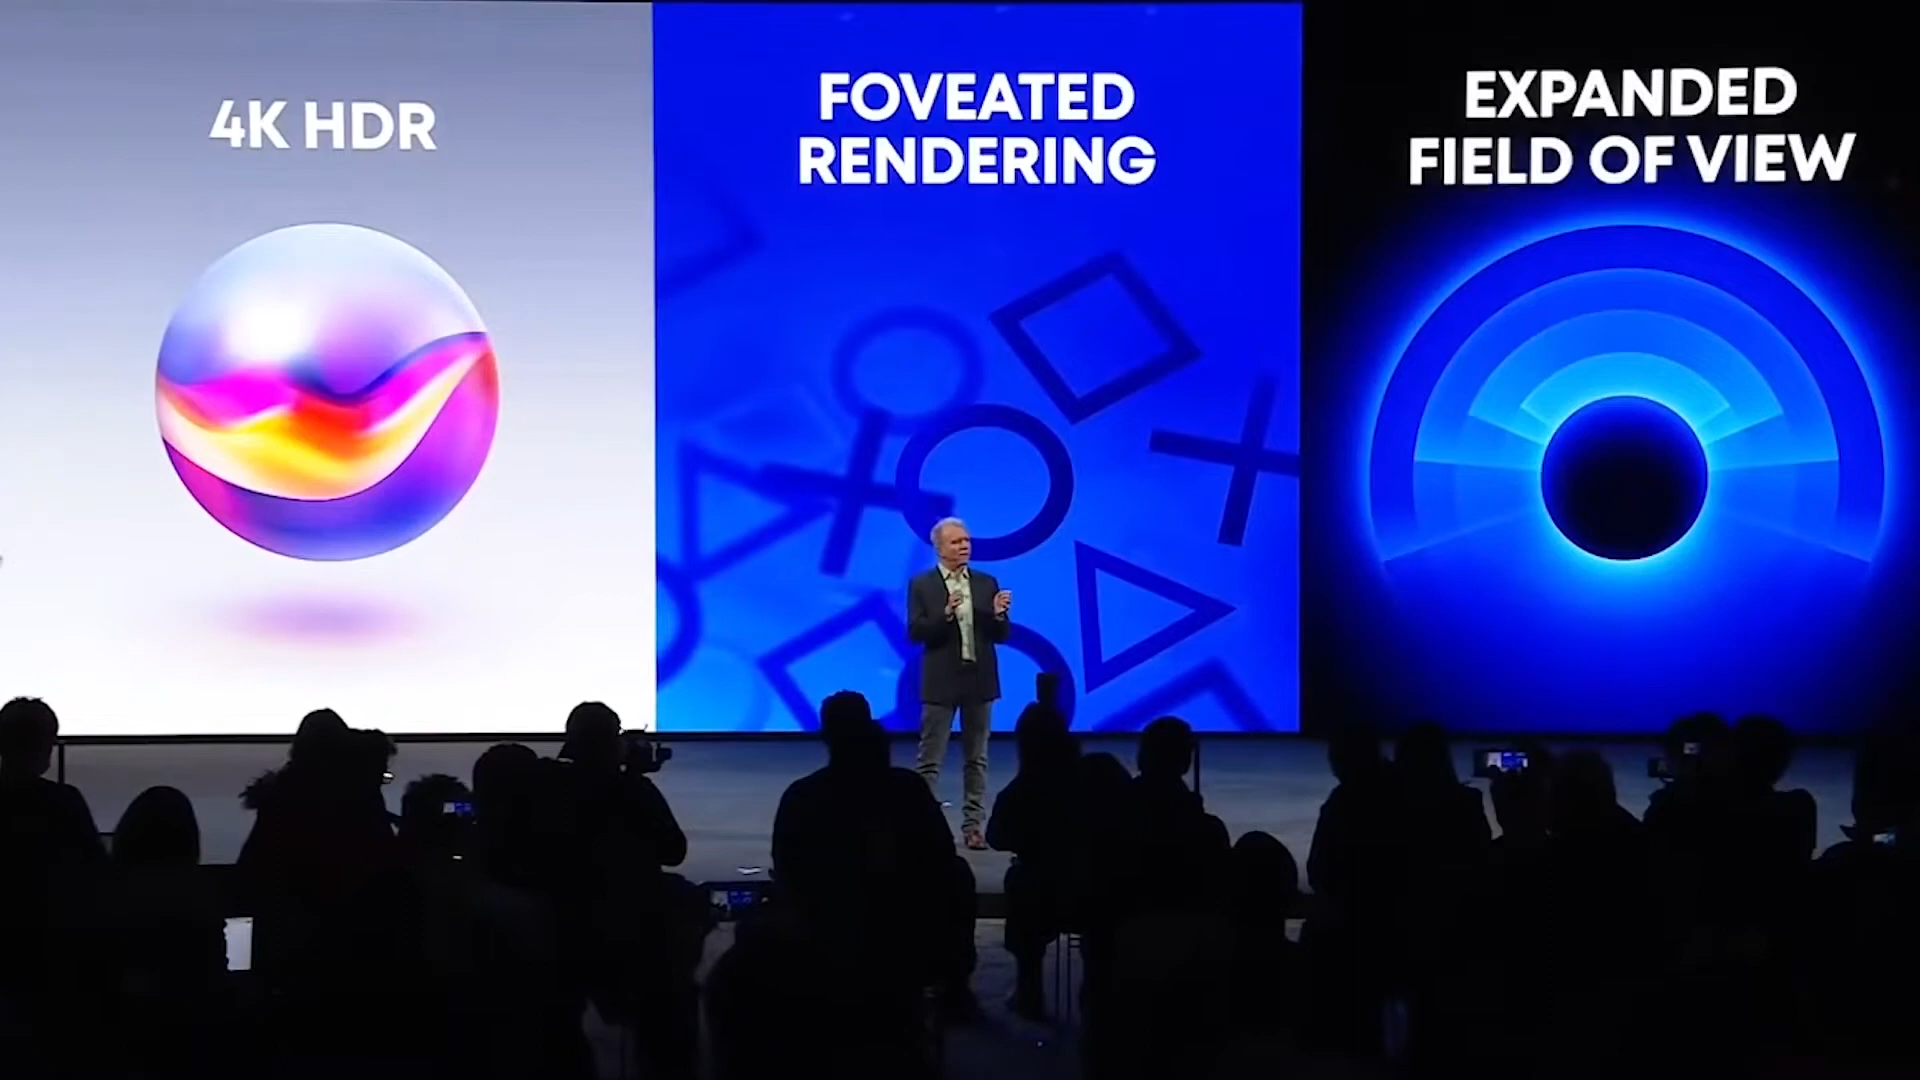 4K HDR
FOVEATED
RENDERING
EXPANDED
FIELD OF VIEW